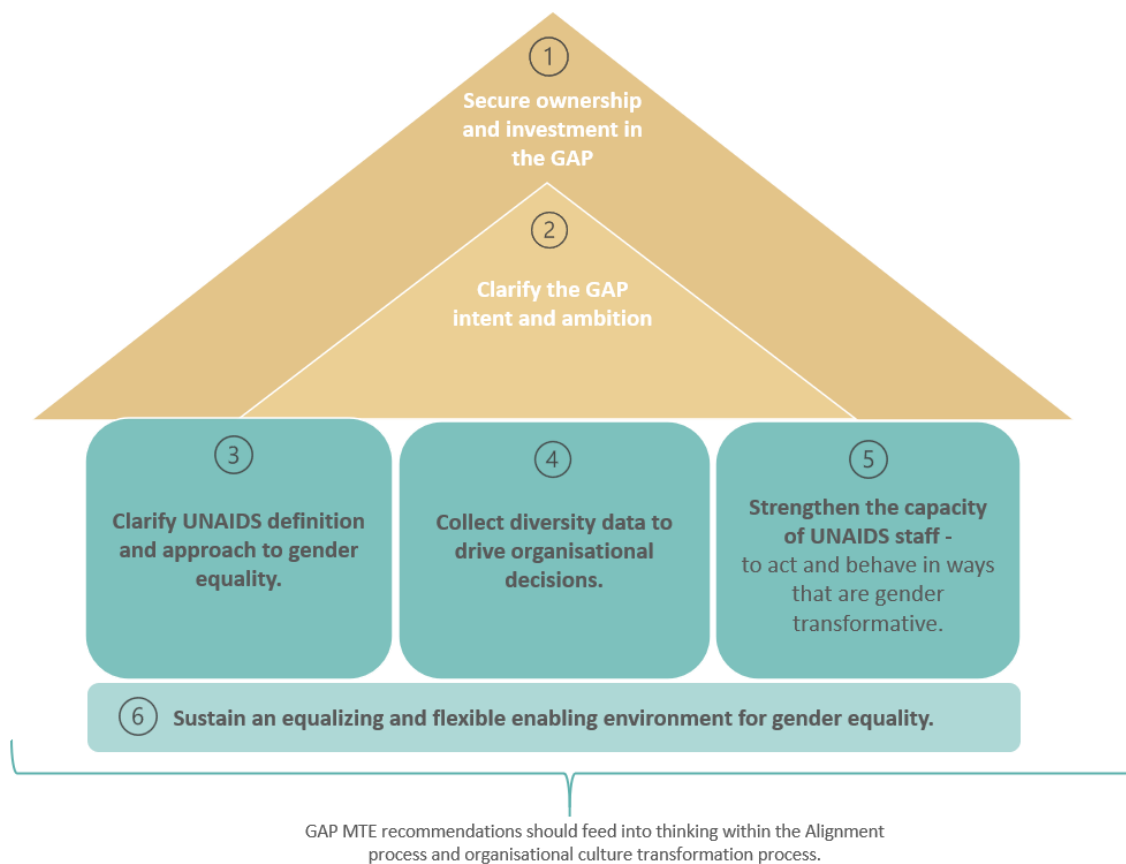 1
Secure ownership
and investment in
the GAP
2
Clarify the GAP
intent and ambition
3
Clarify UNAIDS definition
and approach to gender
equality.
4
Collect diversity data to
drive organisational
decisions.
5
Strengthen the capacity
of UNAIDS staff -
to act and behave in ways
that are gender
transformative.
6 Sustain an equalizing and flexible enabling environment for gender equality.
GAP MTE recommendations should feed into thinking within the Alignment
process and organisational culture transformation process.